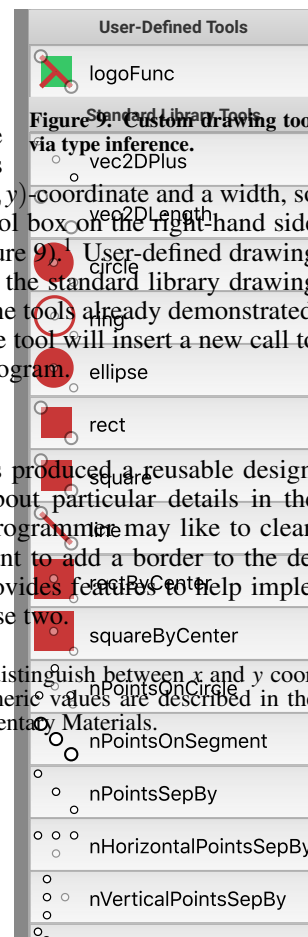 User-Defined Tools
logoFunc
Standard Library Tools
Figure 9. Custom drawing too
via type inference.
vec2DPlus
vec2DLength
circle
ring
ellipse
rect
square
line
rectByCenter
squareByCenter
nPointsOnCircle
nPointsOnSegment
nPointsSepBy
nHorizontalPointsSepBy
nVerticalPointsSepBy
, y)-coordinate and a width, so
ol box on the right-hand side
ure 9).1 User-defined drawing
the standard library drawing
ne tools already demonstrated
e tool will insert a new call to
ogram.
s produced a reusable design
bout particular details in the
rogrammer may like to clean
nt to add a border to the de
ovides features to help imple
se two.
istinguish between x and y coor
neric values are described in the
entary Materials.